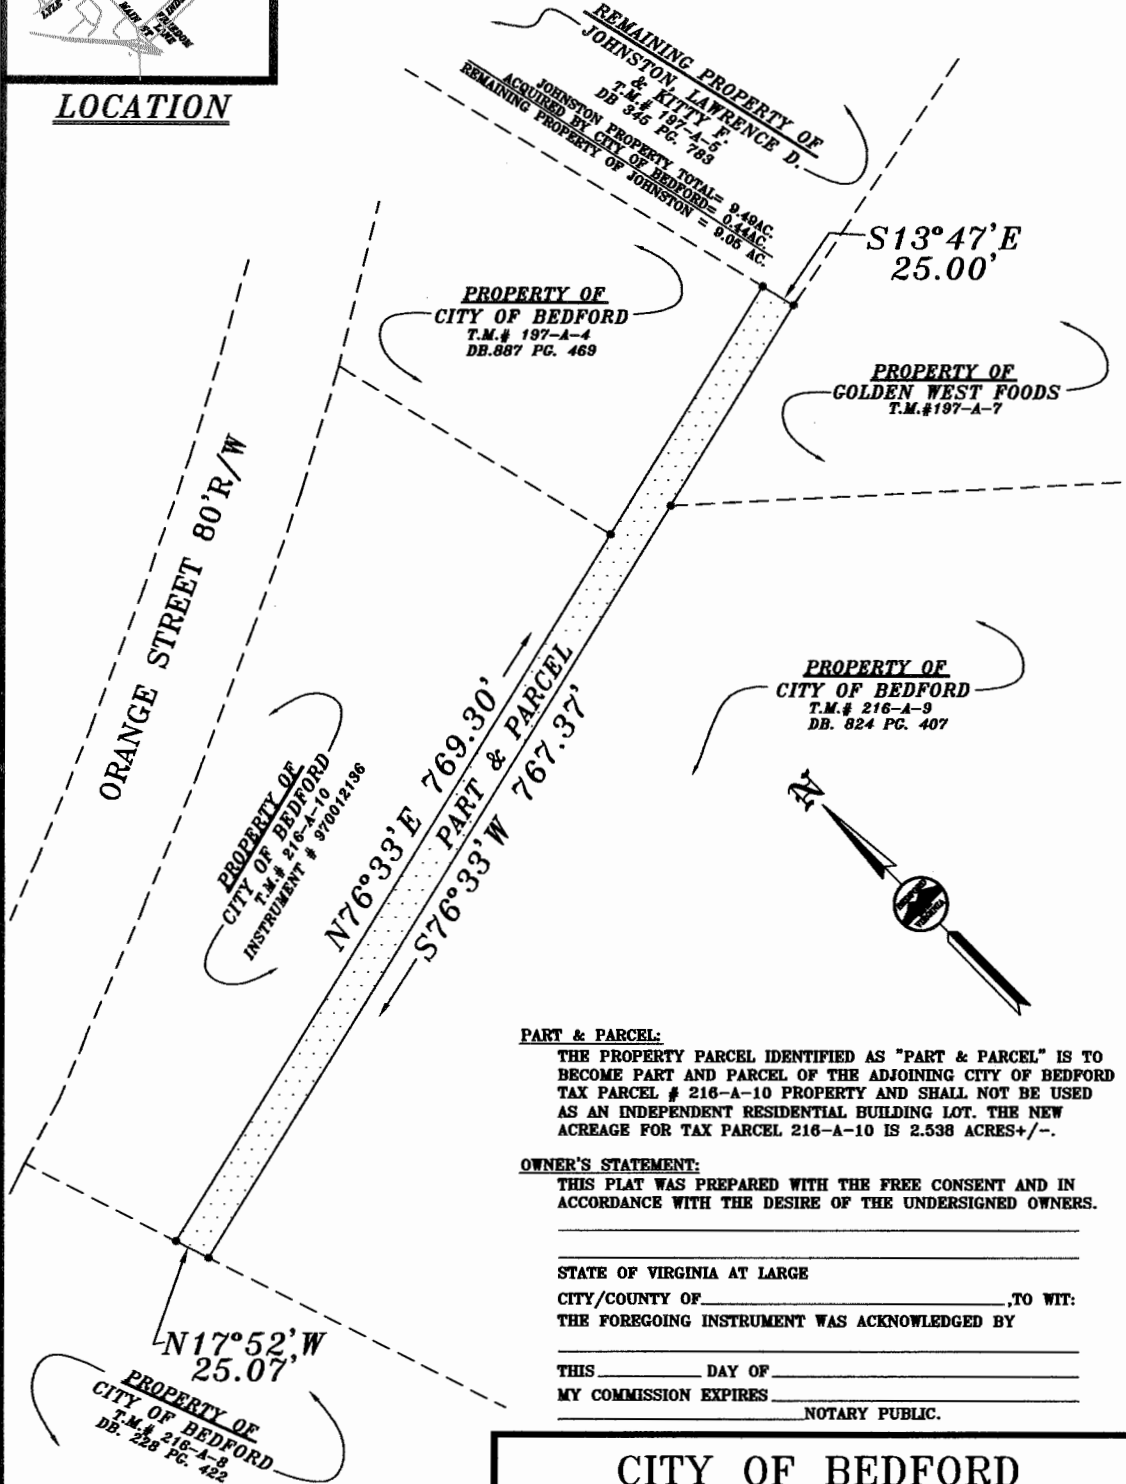 LYLE
MAIN ST
FREEDOM
LANE
LOCATION
REMAINING PROPERTY OF
JOHNSTON, LAWRENCE D.
& KITTY F.
T.M.# 197-A-5
DB 345 PG. 783
JOHNSTON PROPERTY TOTAL= 9.49AC.
ACQUIRED BY CITY OF BEDFORD= 0.44AC.
REMAINING PROPERTY OF JOHNSTON = 9.05 AC.
S13°47'E
25.00'
PROPERTY OF
CITY OF BEDFORD
T.M.# 197-A-4
DB.887 PG. 469
PROPERTY OF
GOLDEN WEST FOODS
T.M.#197-A-7
ORANGE STREET 80'R/W
PROPERTY OF
CITY OF BEDFORD
T.M.# 216-A-9
DB. 824 PG. 407
PROPERTY OF
CITY OF BEDFORD
T.M.# 216-A-10
INSTRUMENT # 970012136
N76°33'E 769.30'
PART & PARCEL
S76°33'W 767.37'
N
BEDFORD
VIRGINIA
PART & PARCEL:
THE PROPERTY PARCEL IDENTIFIED AS "PART & PARCEL" IS TO
BECOME PART AND PARCEL OF THE ADJOINING CITY OF BEDFORD
TAX PARCEL # 216-A-10 PROPERTY AND SHALL NOT BE USED
AS AN INDEPENDENT RESIDENTIAL BUILDING LOT. THE NEW
ACREAGE FOR TAX PARCEL 216-A-10 IS 2.538 ACRES+/-.
OWNER'S STATEMENT:
THIS PLAT WAS PREPARED WITH THE FREE CONSENT AND IN
ACCORDANCE WITH THE DESIRE OF THE UNDERSIGNED OWNERS.
STATE OF VIRGINIA AT LARGE
CITY/COUNTY OF ,TO WIT:
THE FOREGOING INSTRUMENT WAS ACKNOWLEDGED BY
THIS DAY OF
MY COMMISSION EXPIRES
NOTARY PUBLIC.
N17°52'W
25.07'
PROPERTY OF
CITY OF BEDFORD
T.M.# 216-A-8
DB. 228 PG. 422
CITY OF BEDFORD